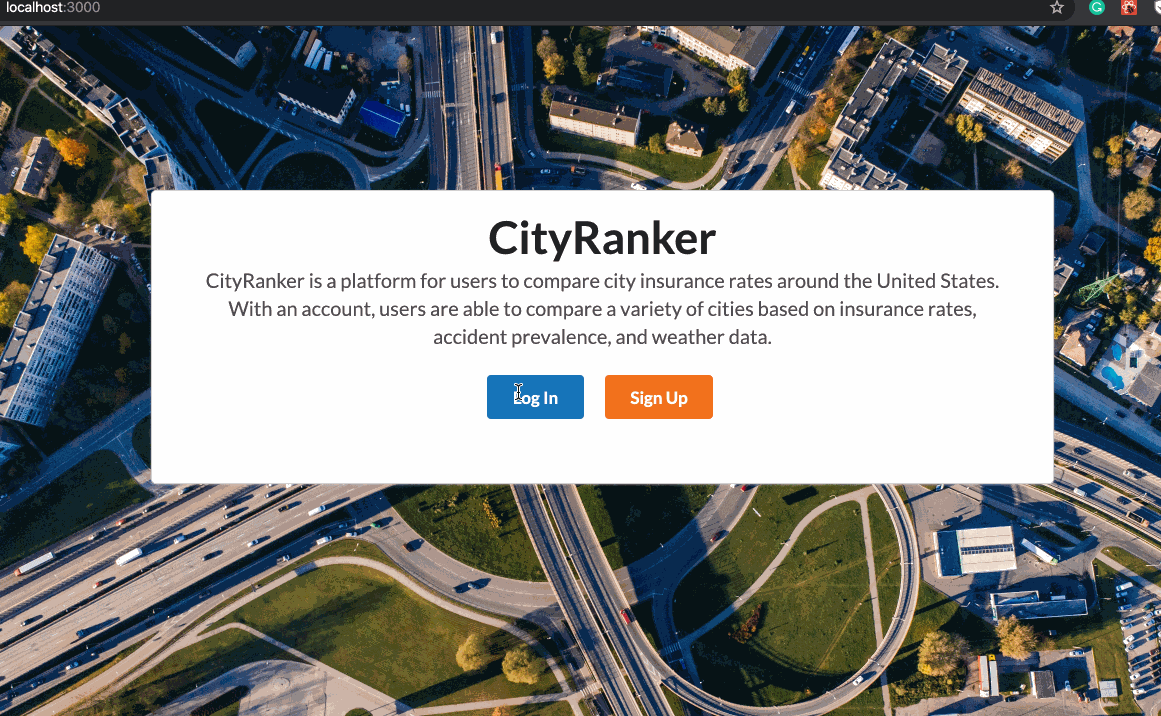 localhost:3000
CityRanker
CityRanker is a platform for users to compare city insurance rates around the United States.
With an account, users are able to compare a variety of cities based on insurance rates,
accident prevalence, and weather data.
Log In
Sign Up